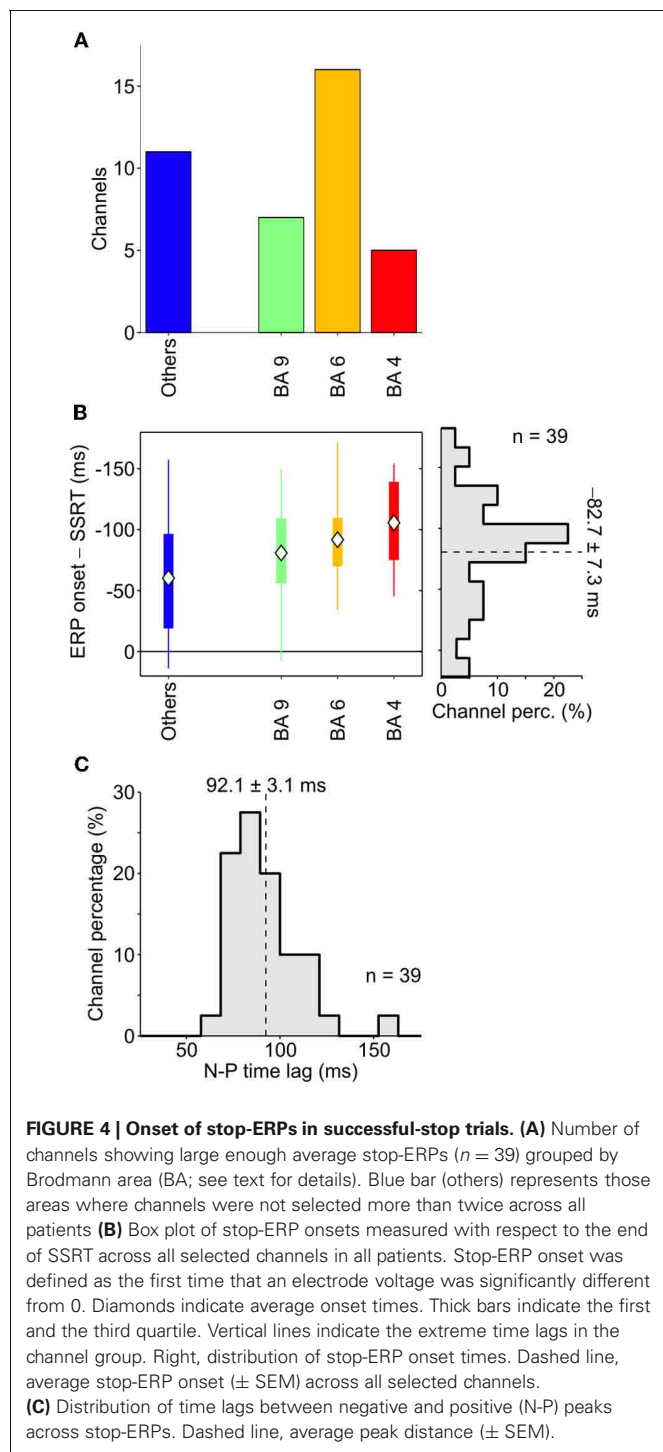 A
Channels
15
10
5
0
Others
BA 9
BA 6
BA 4
B
ERP onset – SSRT (ms)
-150
-100
-50
0
Others
BA 9
BA 6
BA 4
n = 39
–82.7 ± 7.3 ms
0 10 20
Channel perc. (%)
C
92.1 ± 3.1 ms
Channel percentage (%)
30
20
10
0
n = 39
50 100 150
N-P time lag (ms)
FIGURE 4 | Onset of stop-ERPs in successful-stop trials. (A) Number of
channels showing large enough average stop-ERPs (n = 39) grouped by
Brodmann area (BA; see text for details). Blue bar (others) represents those
areas where channels were not selected more than twice across all
patients (B) Box plot of stop-ERP onsets measured with respect to the end
of SSRT across all selected channels in all patients. Stop-ERP onset was
defined as the first time that an electrode voltage was significantly different
from 0. Diamonds indicate average onset times. Thick bars indicate the first
and the third quartile. Vertical lines indicate the extreme time lags in the
channel group. Right, distribution of stop-ERP onset times. Dashed line,
average stop-ERP onset (± SEM) across all selected channels.
(C) Distribution of time lags between negative and positive (N-P) peaks
across stop-ERPs. Dashed line, average peak distance (± SEM).